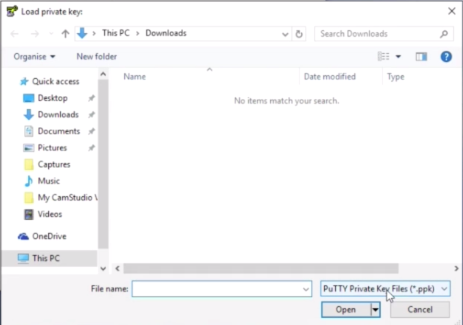 Load private key:
This PC > Downloads
Search Downloads
Organise
New folder
Name
Date modified
Type
No items match your search.
Quick access
Desktop
Downloads
Documents
Pictures
Captures
Music
My CamStudio V
Videos
OneDrive
This PC
File name:
PuTTY Private Key Files (*.ppk)
Open
Cancel